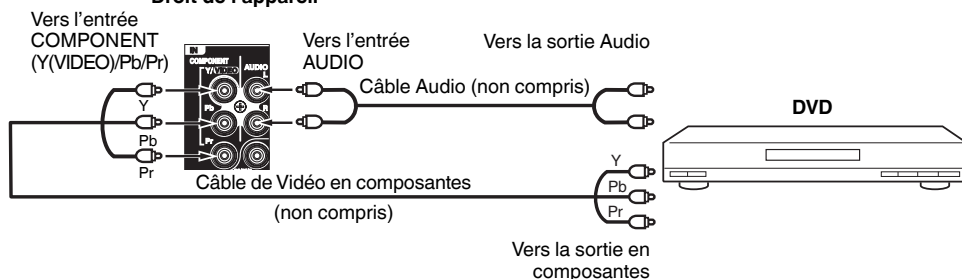 Droit de l'appareil
Vers l'entrée
COMPONENT
(Y(VIDEO)/Pb/Pr)
Vers l'entrée
AUDIO
Vers la sortie Audio
IN
COMPONENT
Y/VIDEO
AUDIO
L
Pb
R
Pr
Câble Audio (non compris)
DVD
Y
Pb
Pr
Câble de Vidéo en composantes
(non compris)
Y
Pb
Pr
Vers la sortie en
composantes